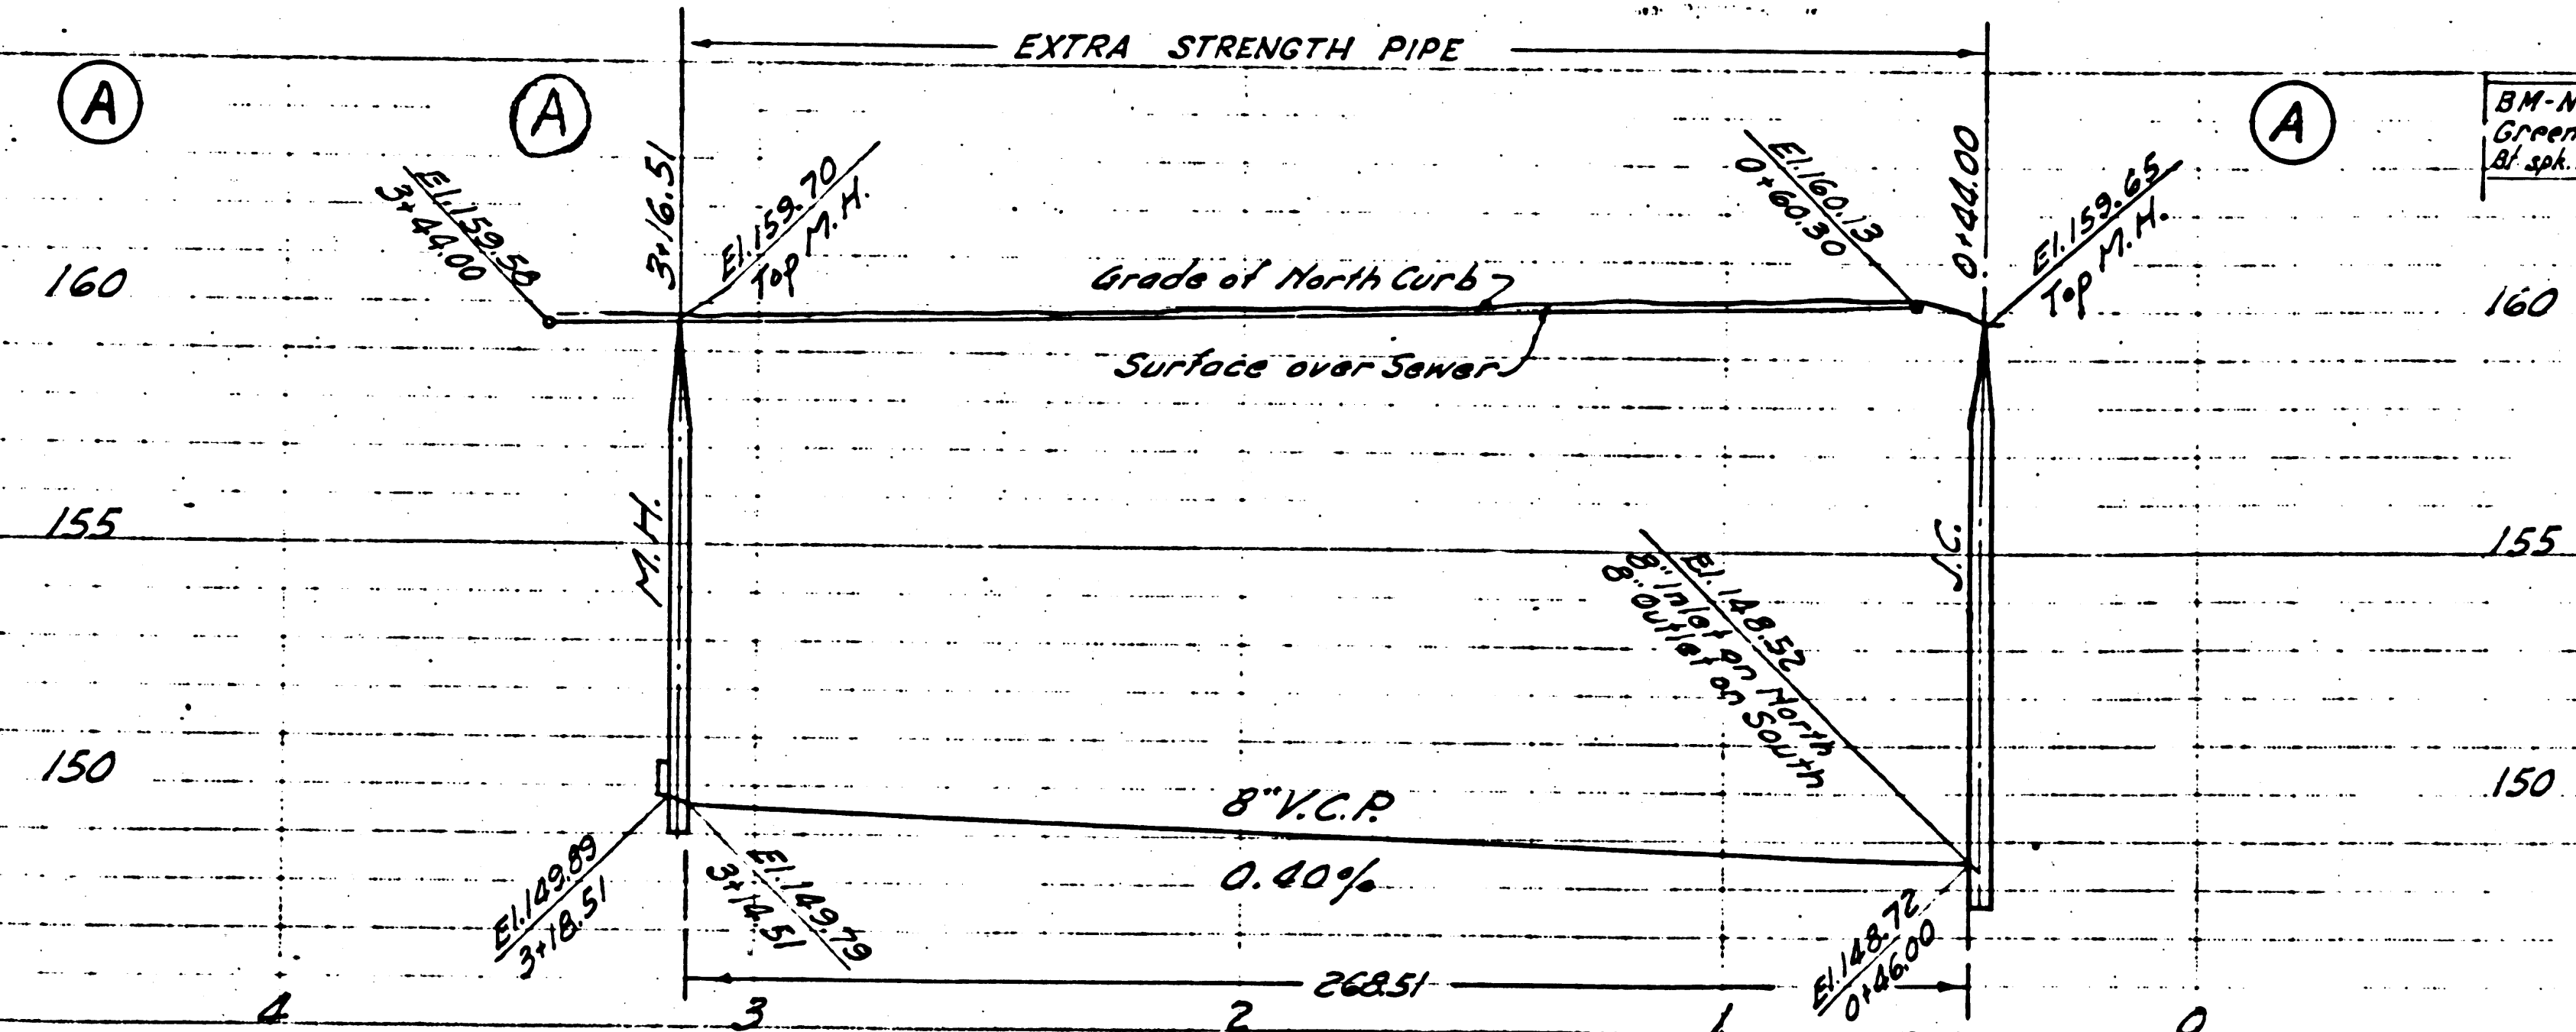 EXTRA STRENGTH PIPE
A
A
A
BM-N
Green
Bt spk.
El.159.58
3+44.00
3+16.51
El.159.70
Top M.H.
El.160.13
0+60.30
0+44.00
El.159.65
Top M.H.
160
Grade of North Curb
160
Surface over Sewer
155
M.H.
J.C.
155
El.148.52
8" Inlet on North
8" Outlet on South
150
150
8" V.C.P.
0.40%
El.149.89
3+18.51
El.149.79
3+14.51
El.148.72
0+46.00
268.51
4
3
2
1
0